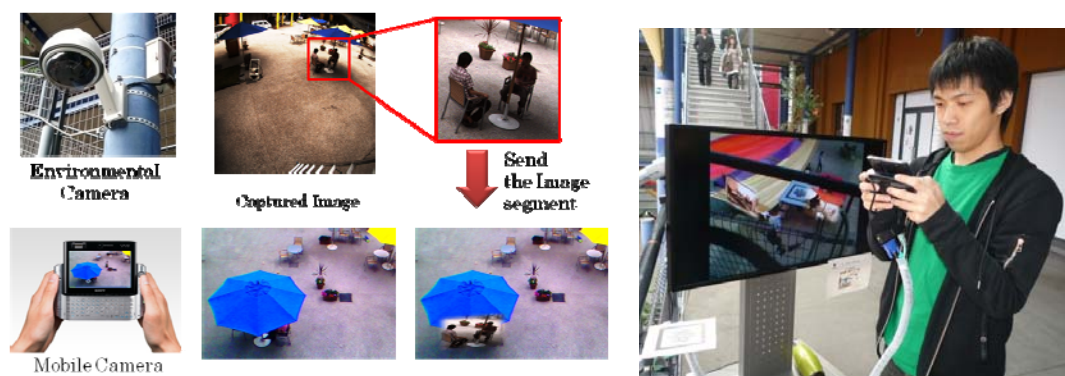 Environmental
Camera
Captured Image
Send
the Image
segment
Mobile Camera